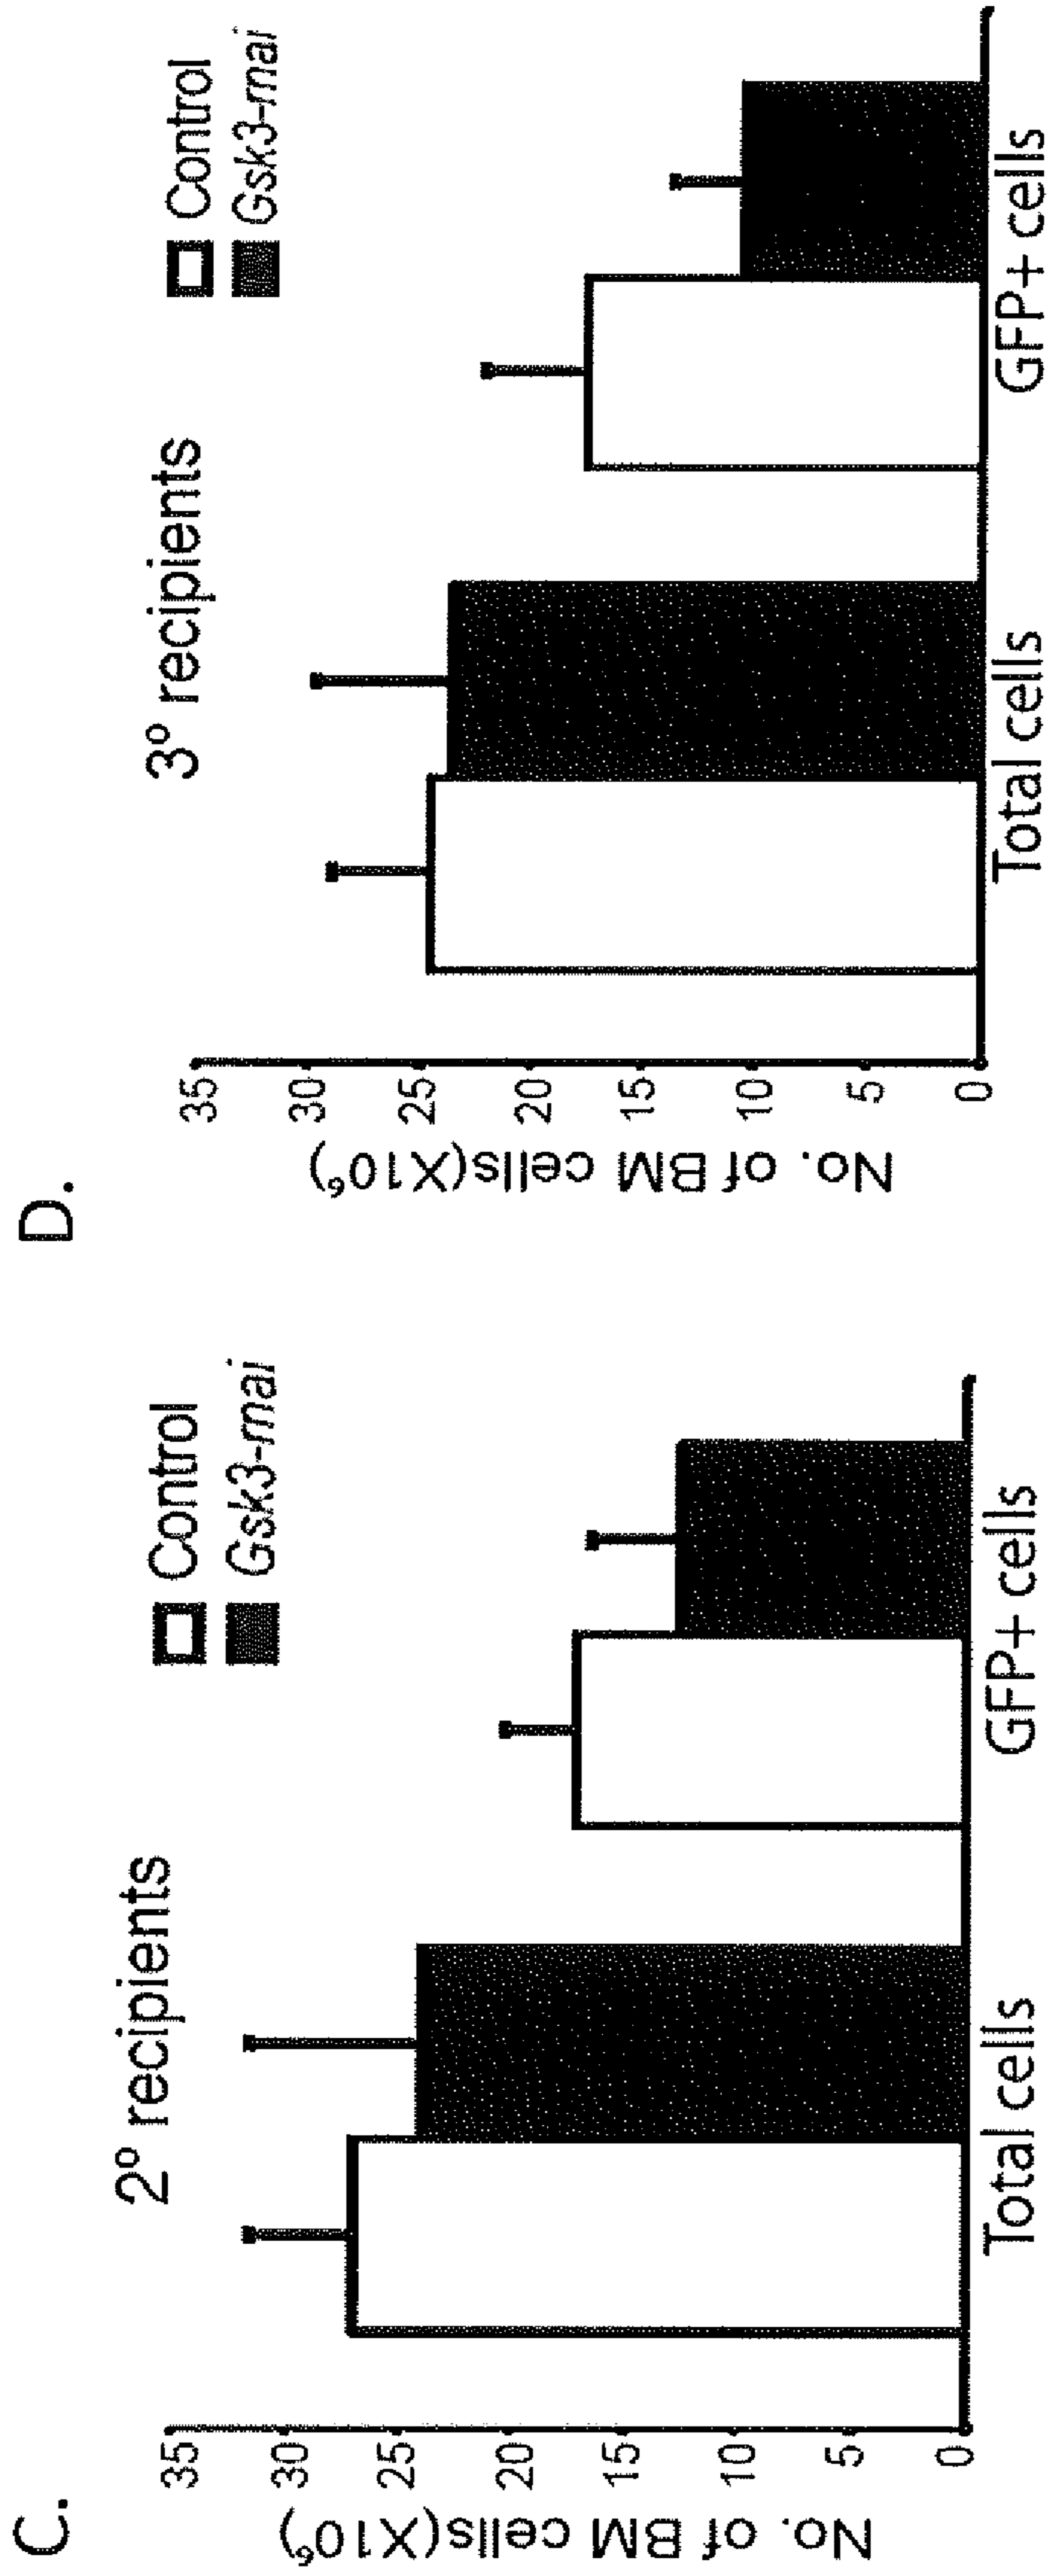 C.
2º recipients
Control
Gsk3-rnai
No. of BM cells(X10⁶)
35
30
25
20
15
10
5
0
Total cells
GFP+ cells
D.
3º recipients
Control
Gsk3-rnai
No. of BM cells(X10⁶)
35
30
25
20
15
10
5
0
Total cells
GFP+ cells